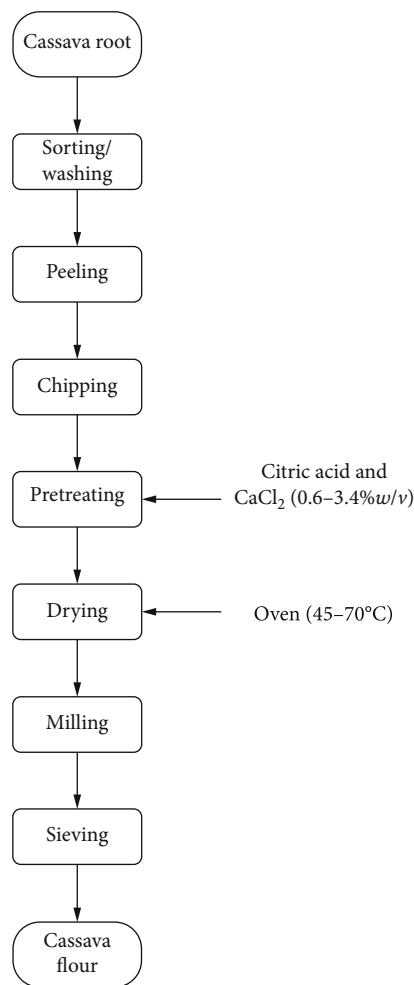 Cassava root
Sorting/
washing
Peeling
Chipping
Pretreating
Citric acid and
CaCl₂ (0.6–3.4%w/v)
Drying
Oven (45–70°C)
Milling
Sieving
Cassava
flour